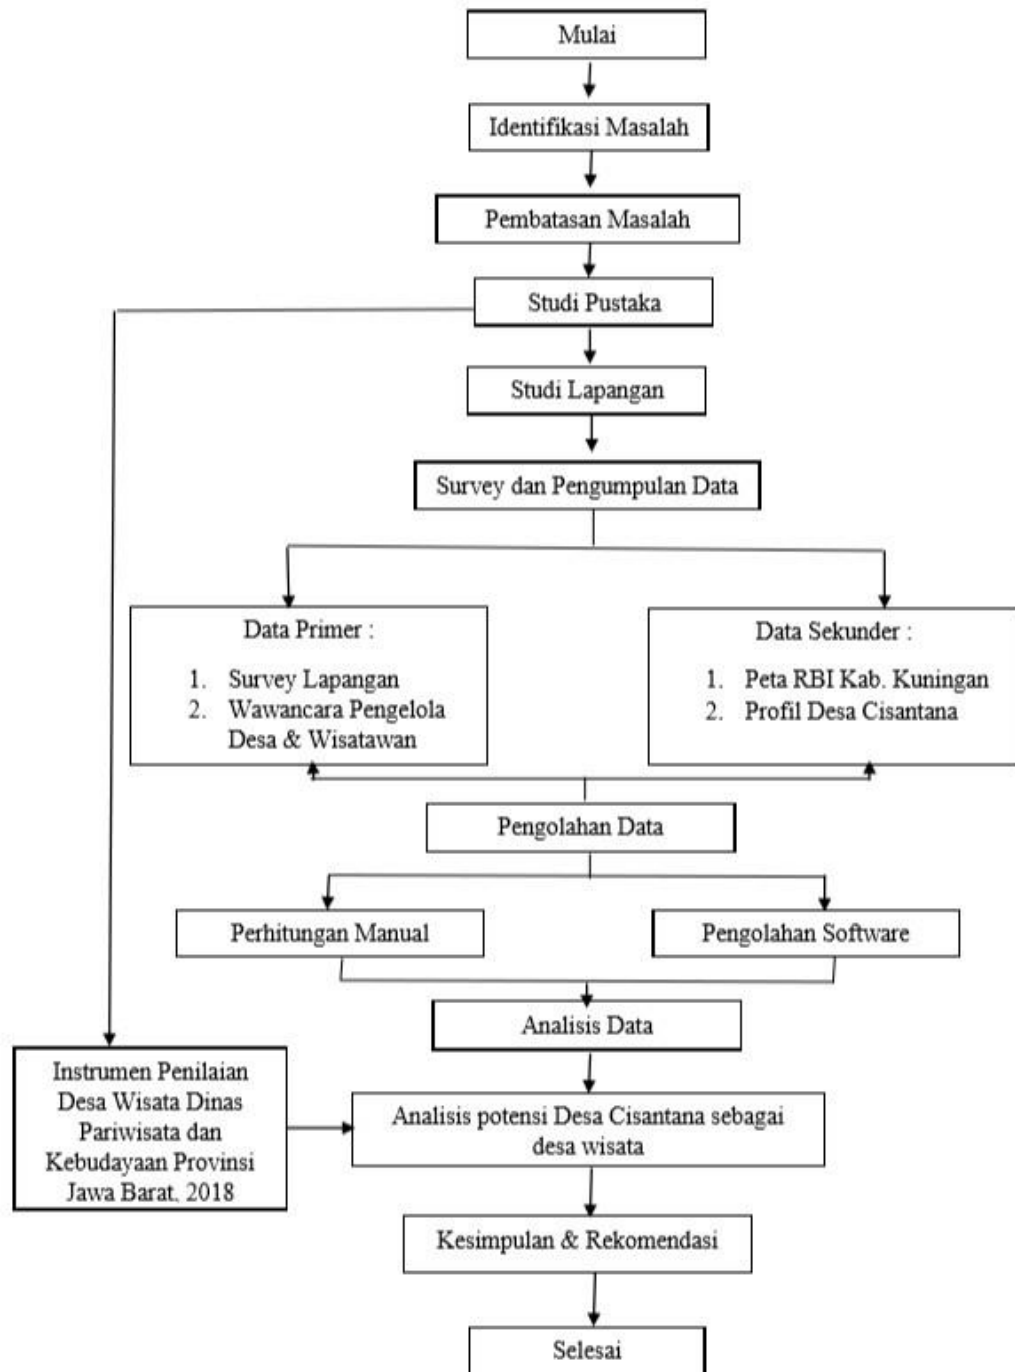 Mulai
Identifikasi Masalah
Pembatasan Masalah
Studi Pustaka
Studi Lapangan
Survey dan Pengumpulan Data
Data Primer :
1. Survey Lapangan
2. Wawancara Pengelola
Desa & Wisatawan
Data Sekunder :
1. Peta RBI Kab. Kuningan
2. Profil Desa Cisantana
Pengolahan Data
Perhitungan Manual
Pengolahan Software
Analisis Data
Instrumen Penilaian
Desa Wisata Dinas
Pariwisata dan
Kebudayaan Provinsi
Jawa Barat, 2018
Analisis potensi Desa Cisantana sebagai
desa wisata
Kesimpulan & Rekomendasi
Selesai